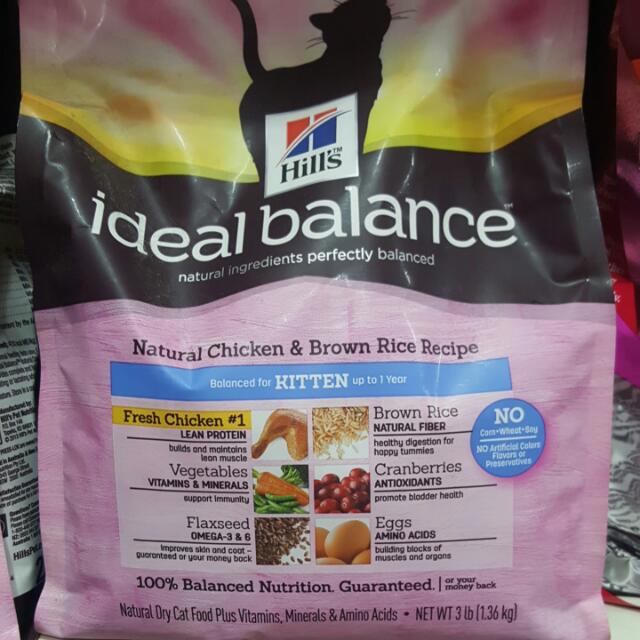 Hill's™
ideal balance™
natural ingredients perfectly balanced
Natural Chicken & Brown Rice Recipe
Balanced for KITTEN up to 1 Year
Fresh Chicken #1
LEAN PROTEIN
builds and maintains
lean muscle
Brown Rice
NATURAL FIBER
healthy digestion for
happy tummies
NO
Corn•Wheat•Soy
NO Artificial Colors
Flavors or
Preservatives
Vegetables
VITAMINS & MINERALS
support immunity
Cranberries
ANTIOXIDANTS
promote bladder health
Flaxseed
OMEGA-3 & 6
improves skin and coat –
guaranteed or your money back
Eggs
AMINO ACIDS
building blocks of
muscles and organs
100% Balanced Nutrition. Guaranteed. | or your
money back
Natural Dry Cat Food Plus Vitamins, Minerals & Amino Acids • NET WT 3 lb (1.36 kg)